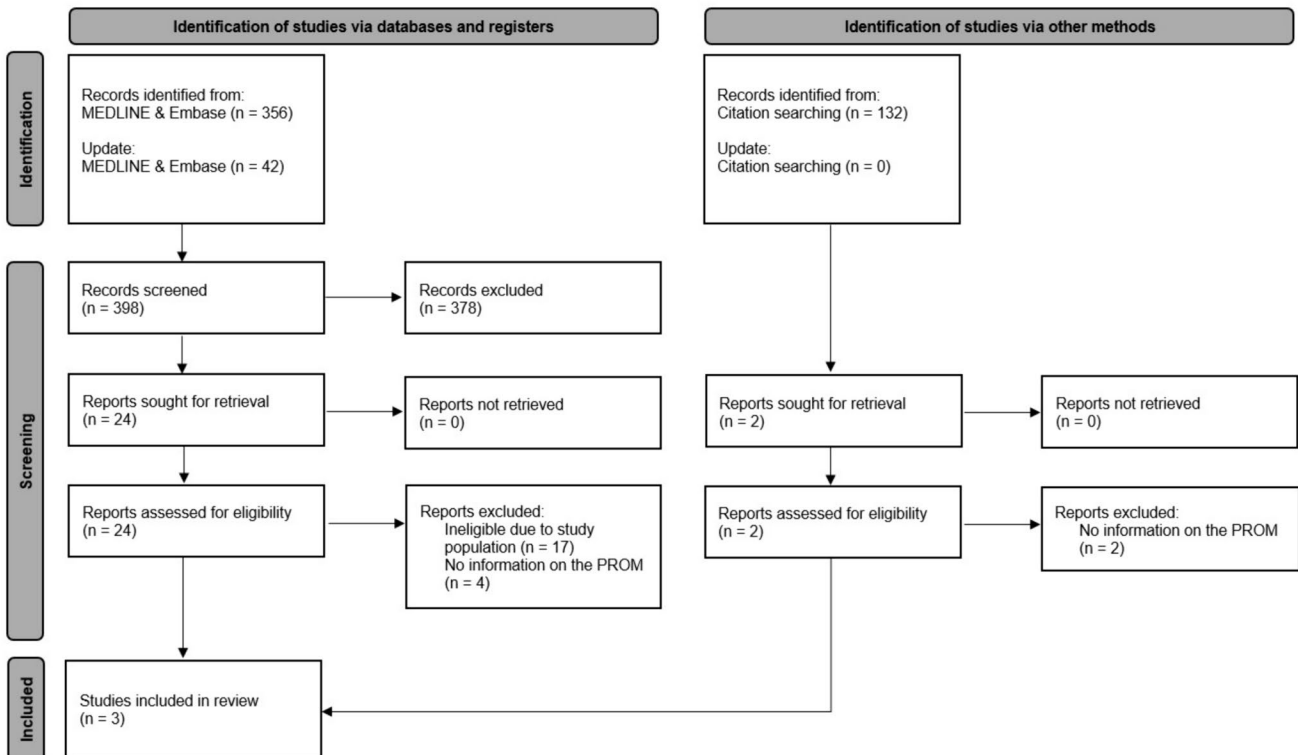 Identification of studies via databases and registers
Identification of studies via other methods
Identification
Records identified from:
MEDLINE & Embase (n = 356)
Update:
MEDLINE & Embase (n = 42)
Records identified from:
Citation searching (n = 132)
Update:
Citation searching (n = 0)
Screening
Records screened
(n = 398)
Records excluded
(n = 378)
Reports sought for retrieval
(n = 24)
Reports not retrieved
(n = 0)
Reports sought for retrieval
(n = 2)
Reports not retrieved
(n = 0)
Reports assessed for eligibility
(n = 24)
Reports excluded:
Ineligible due to study
population (n = 17)
No information on the PROM
(n = 4)
Reports assessed for eligibility
(n = 2)
Reports excluded:
No information on the PROM
(n = 2)
Included
Studies included in review
(n = 3)